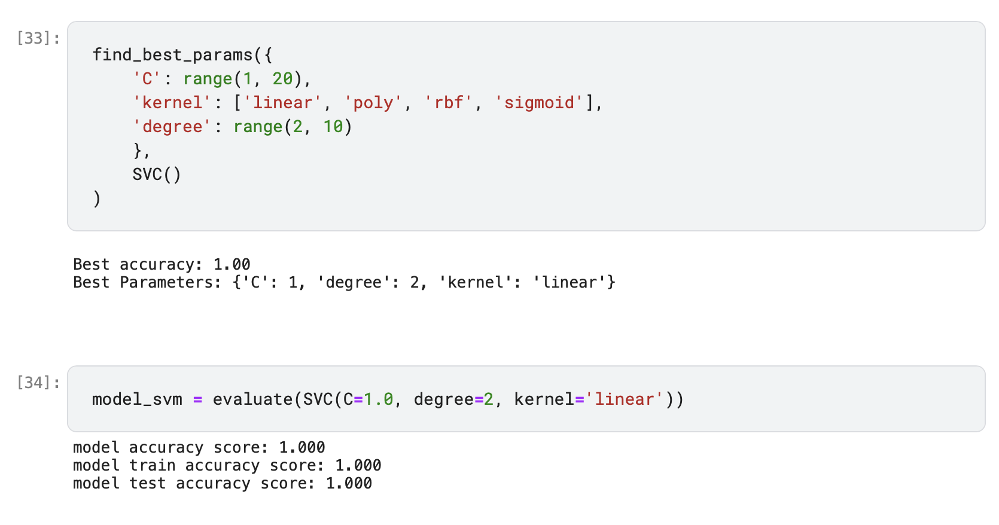 [33]:
find_best_params({
    'C': range(1, 20),
    'kernel': ['linear', 'poly', 'rbf', 'sigmoid'],
    'degree': range(2, 10)
    },
    SVC()
)
Best accuracy: 1.00
Best Parameters: {'C': 1, 'degree': 2, 'kernel': 'linear'}
[34]:
model_svm = evaluate(SVC(C=1.0, degree=2, kernel='linear'))
model accuracy score: 1.000
model train accuracy score: 1.000
model test accuracy score: 1.000